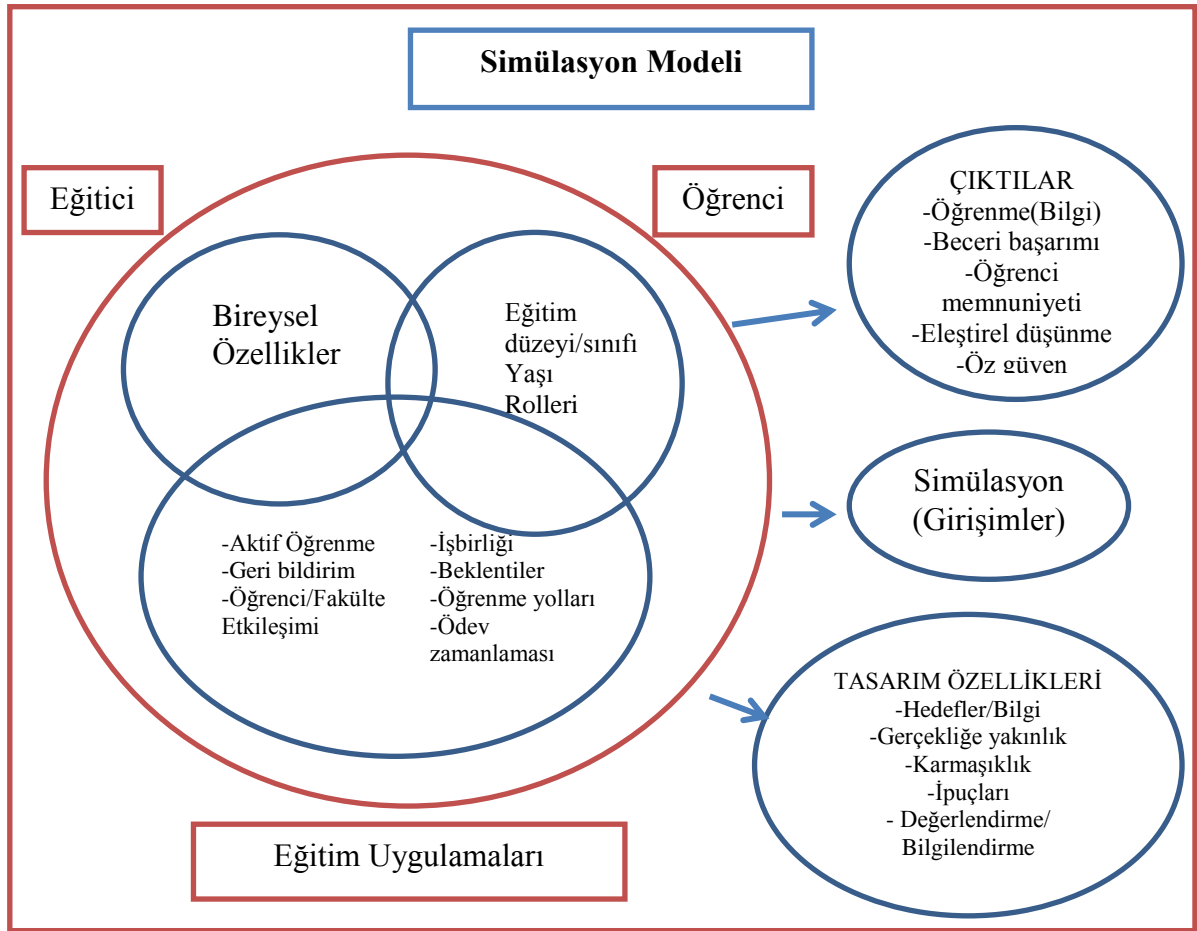 Simülasyon Modeli
Eğitici
Öğrenci
Bireysel
Özellikler
Eğitim
düzeyi/sınıfı
Yaşı
Rolleri
-Aktif Öğrenme
-Geri bildirim
-Öğrenci/Fakülte
Etkileşimi
-İşbirliği
-Beklentiler
-Öğrenme yolları
-Ödev
zamanlaması
Eğitim Uygulamaları
ÇIKTILAR
-Öğrenme(Bilgi)
-Beceri başarımı
-Öğrenci
memnuniyeti
-Eleştirel düşünme
-Öz güven
Simülasyon
(Girişimler)
TASARIM ÖZELLİKLERİ
-Hedefler/Bilgi
-Gerçekliğe yakınlık
-Karmaşıklık
-İpuçları
- Değerlendirme/
Bilgilendirme